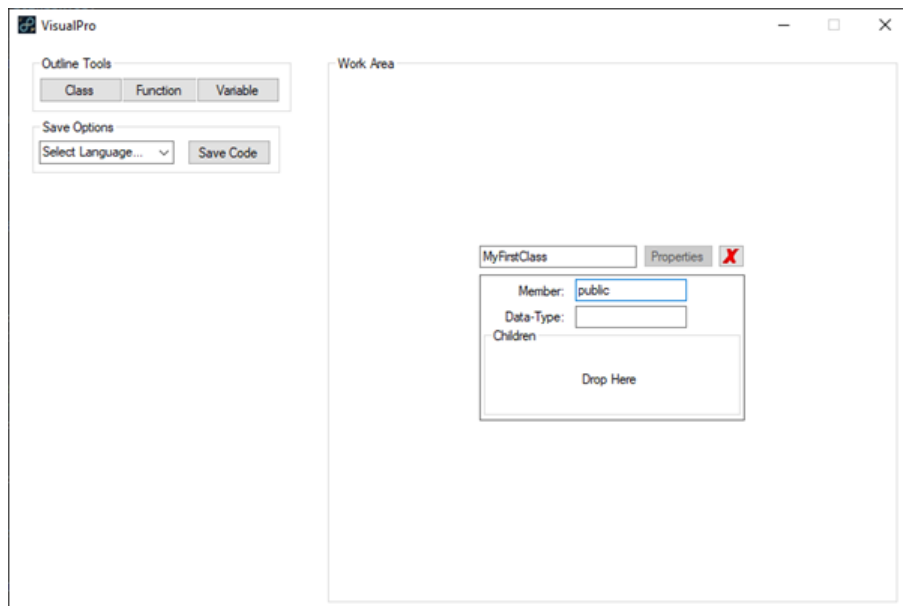 VisualPro
Outline Tools
Class Function Variable
Save Options
Select Language... Save Code
Work Area
MyFirstClass Properties X
Member: public
Data-Type:
Children
Drop Here